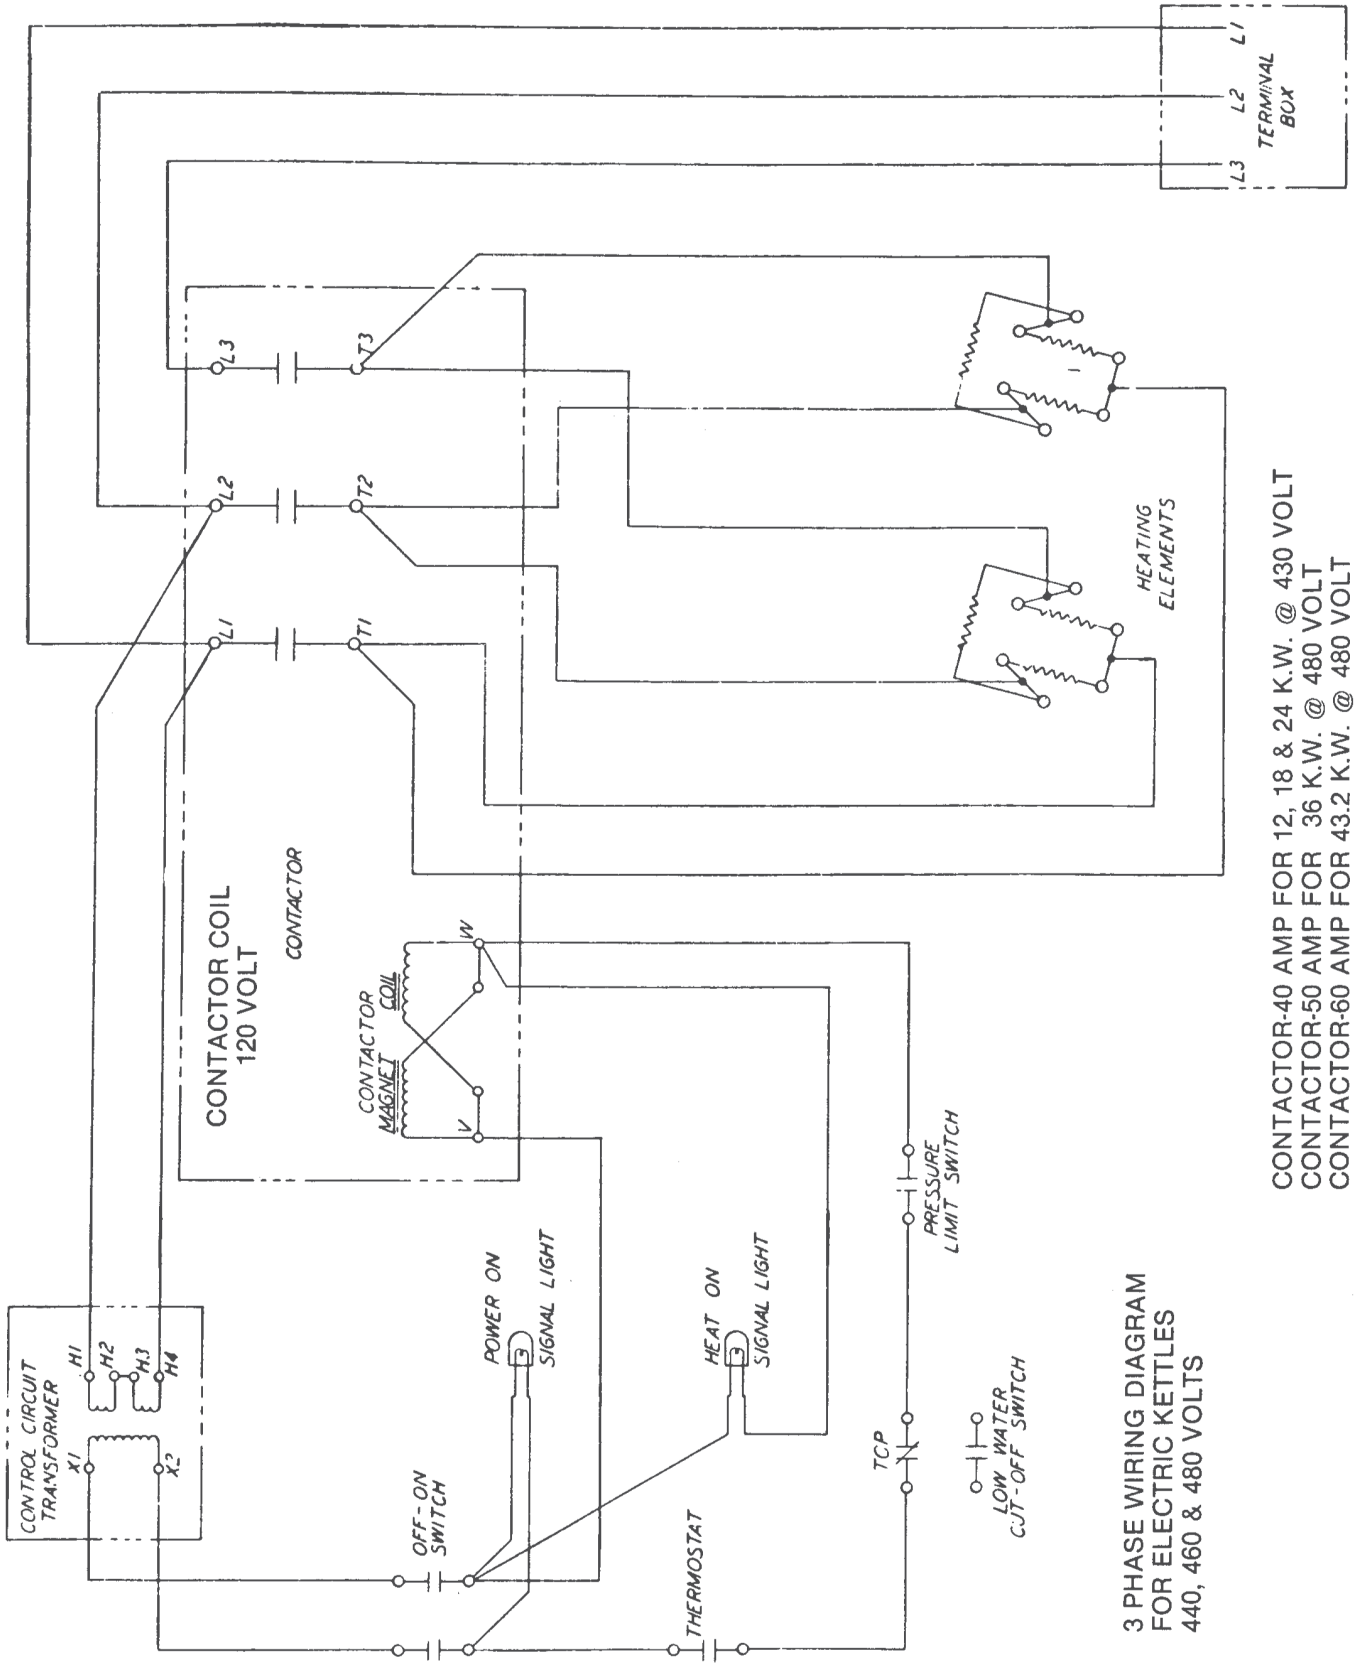 CONTROL CIRCUIT
TRANSFORMER
X1
X2
H1
H2
H3
H4
OFF-ON
SWITCH
POWER ON
SIGNAL LIGHT
THERMOSTAT
HEAT ON
SIGNAL LIGHT
TCP
LOW WATER
CUT-OFF SWITCH
PRESSURE
LIMIT SWITCH
CONTACTOR COIL
120 VOLT
CONTACTOR
CONTACTOR
MAGNET COIL
V
W
L1
L2
L3
T1
T2
T3
HEATING
ELEMENTS
L3
L2
L1
TERMINAL
BOX
3 PHASE WIRING DIAGRAM
FOR ELECTRIC KETTLES
440, 460 & 480 VOLTS
CONTACTOR-40 AMP FOR 12, 18 & 24 K.W. @ 430 VOLT
CONTACTOR-50 AMP FOR 36 K.W. @ 480 VOLT
CONTACTOR-60 AMP FOR 43.2 K.W. @ 480 VOLT